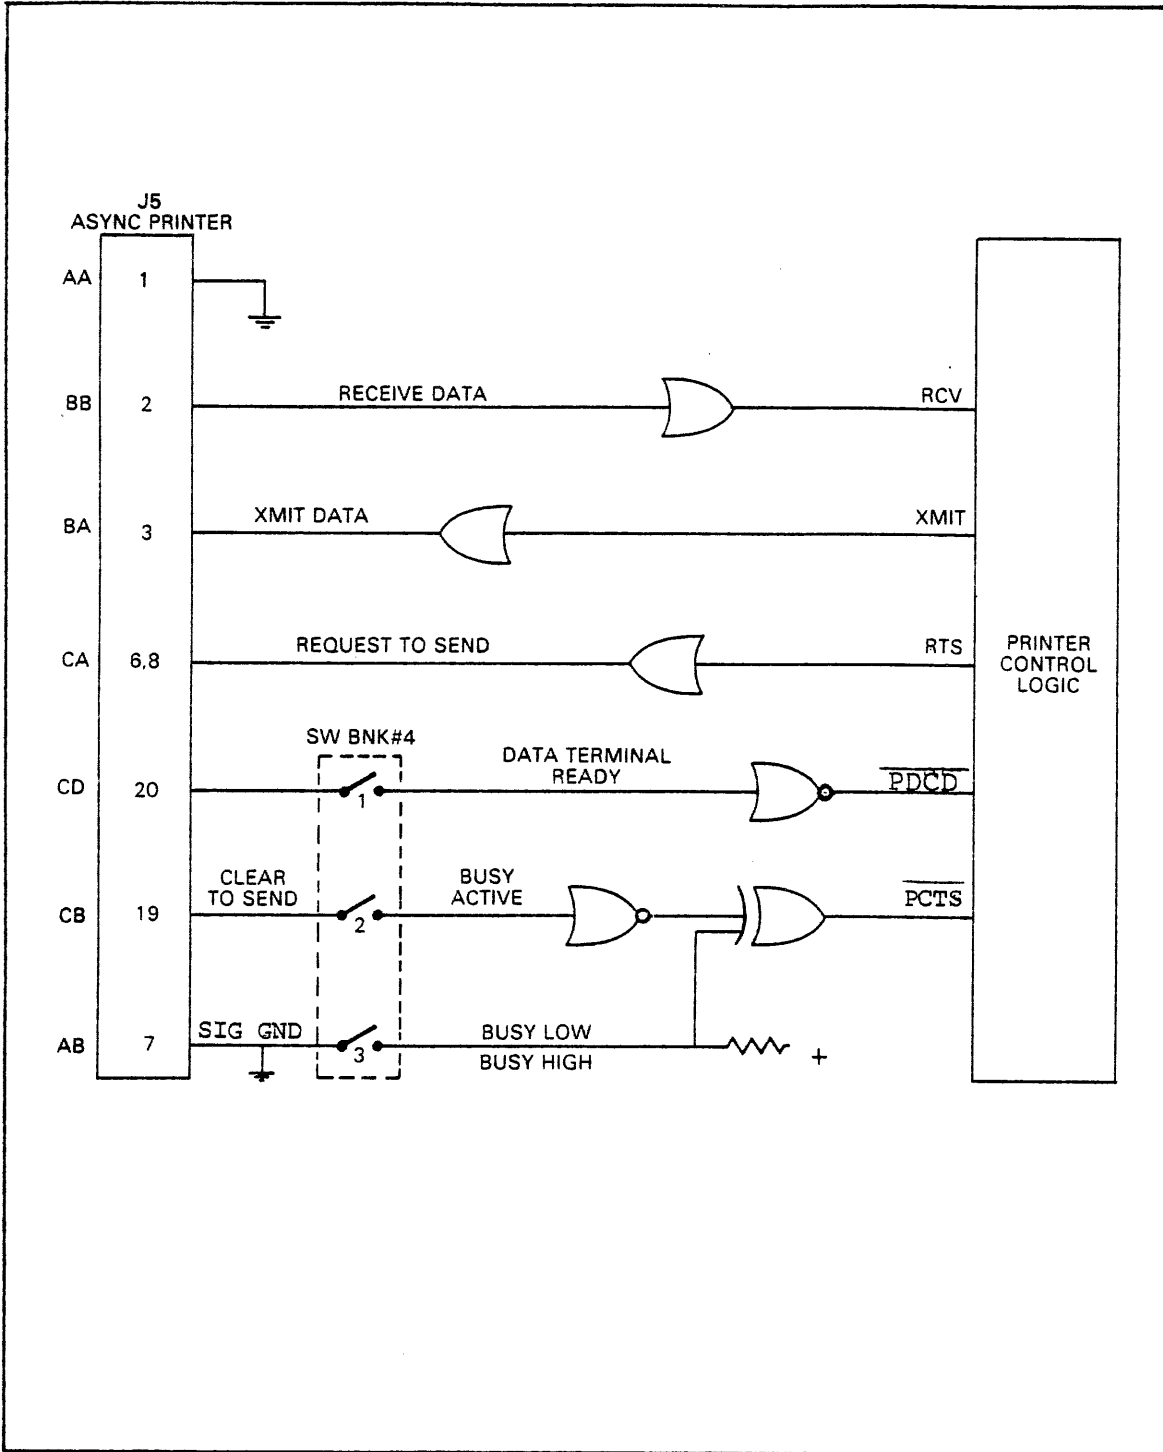 J5
ASYNC PRINTER
AA 1
BB 2 RECEIVE DATA RCV
BA 3 XMIT DATA XMIT
CA 6,8 REQUEST TO SEND RTS
PRINTER
CONTROL
LOGIC
SW BNK#4
CD 20 1 DATA TERMINAL
READY
PDCD
CB 19 CLEAR
TO SEND
2 BUSY
ACTIVE
PCTS
AB 7 SIG GND 3 BUSY LOW
BUSY HIGH
+